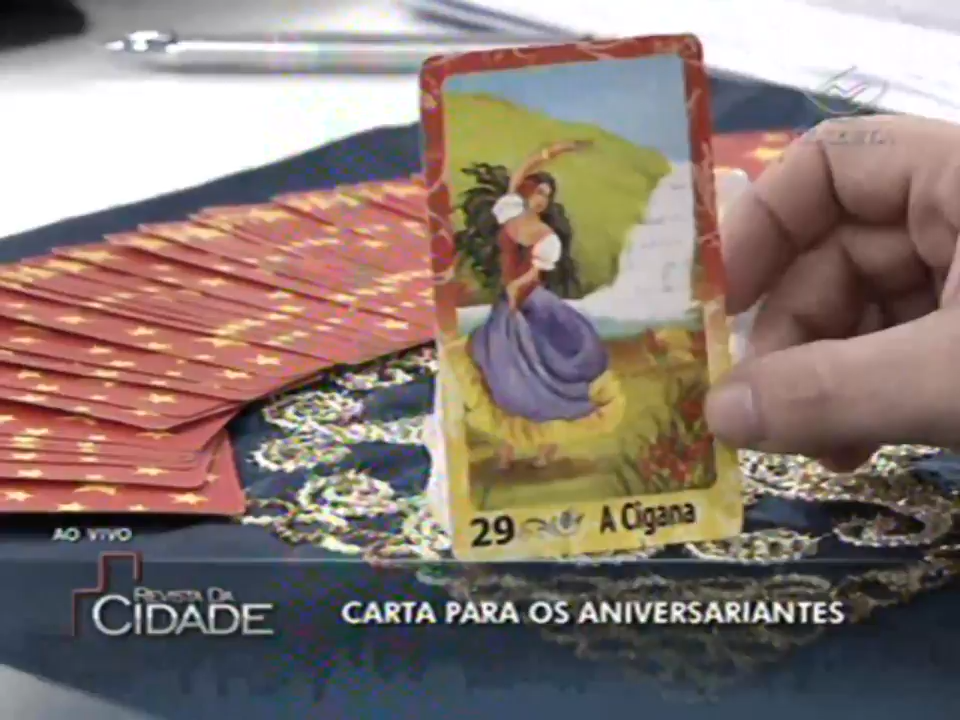 29 A Cigana
AO VIVO
REVISTA DA
CIDADE
CARTA PARA OS ANIVERSARIANTES